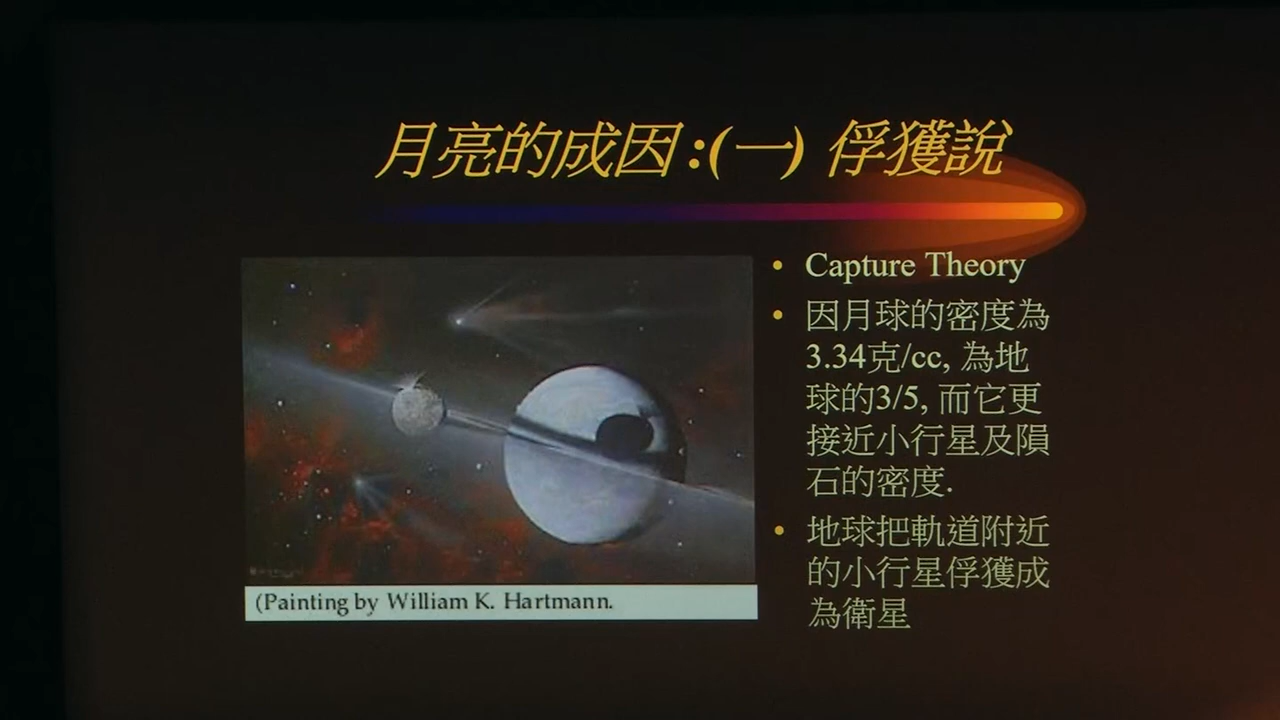 月亮的成因:(一) 俘獲說
Capture Theory
因月球的密度為
3.34克/cc, 為地
球的3/5, 而它更
接近小行星及隕
石的密度.
地球把軌道附近
的小行星俘獲成
為衛星
(Painting by William K. Hartmann.